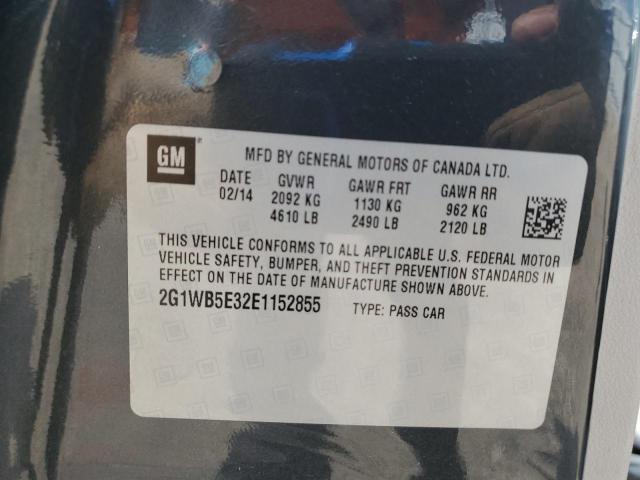 GM®
MFD BY GENERAL MOTORS OF CANADA LTD.
DATE GVWR GAWR FRT GAWR RR
02/14 2092 KG 1130 KG 962 KG
4610 LB 2490 LB 2120 LB
THIS VEHICLE CONFORMS TO ALL APPLICABLE U.S. FEDERAL MOTOR
VEHICLE SAFETY, BUMPER, AND THEFT PREVENTION STANDARDS IN
EFFECT ON THE DATE OF MANUFACTURE SHOWN ABOVE.
2G1WB5E32E1152855 TYPE: PASS CAR